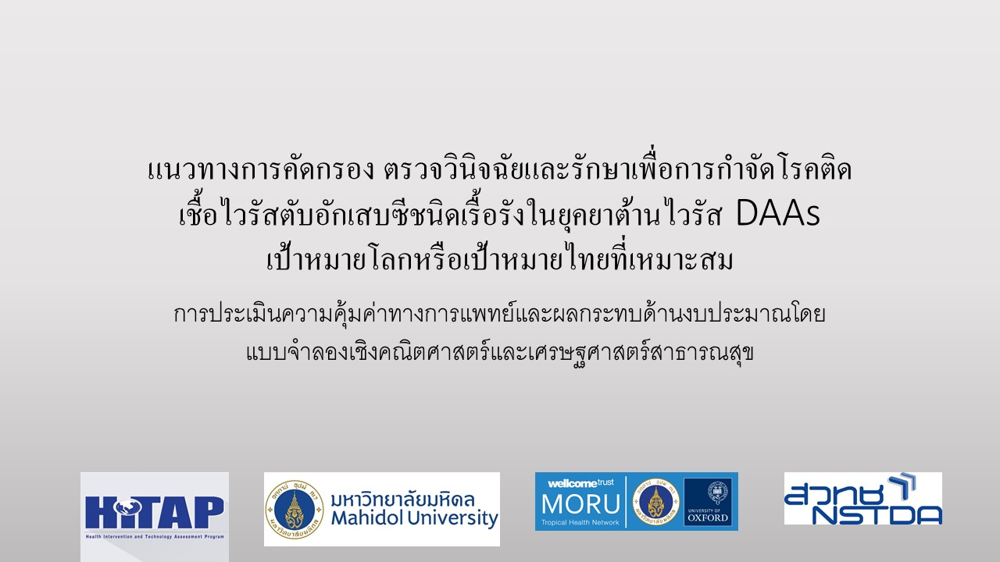 แนวทางการคัดกรอง ตรวจวินิจฉัยและรักษาเพื่อการกำจัดโรคติด
เชื้อไวรัสตับอักเสบซีชนิดเรื้อรังในยุคยาต้านไวรัส DAAs
เป้าหมายโลกหรือเป้าหมายไทยที่เหมาะสม
การประเมินความคุ้มค่าทางการแพทย์และผลกระทบด้านงบประมาณโดย
แบบจำลองเชิงคณิตศาสตร์และเศรษฐศาสตร์สาธารณสุข
HiTAP
Health Intervention and Technology Assessment Program
มหาวิทยาลัยมหิดล
Mahidol University
wellcome trust
MORU
Tropical Health Network
UNIVERSITY OF
OXFORD
สวทช
NSTDA